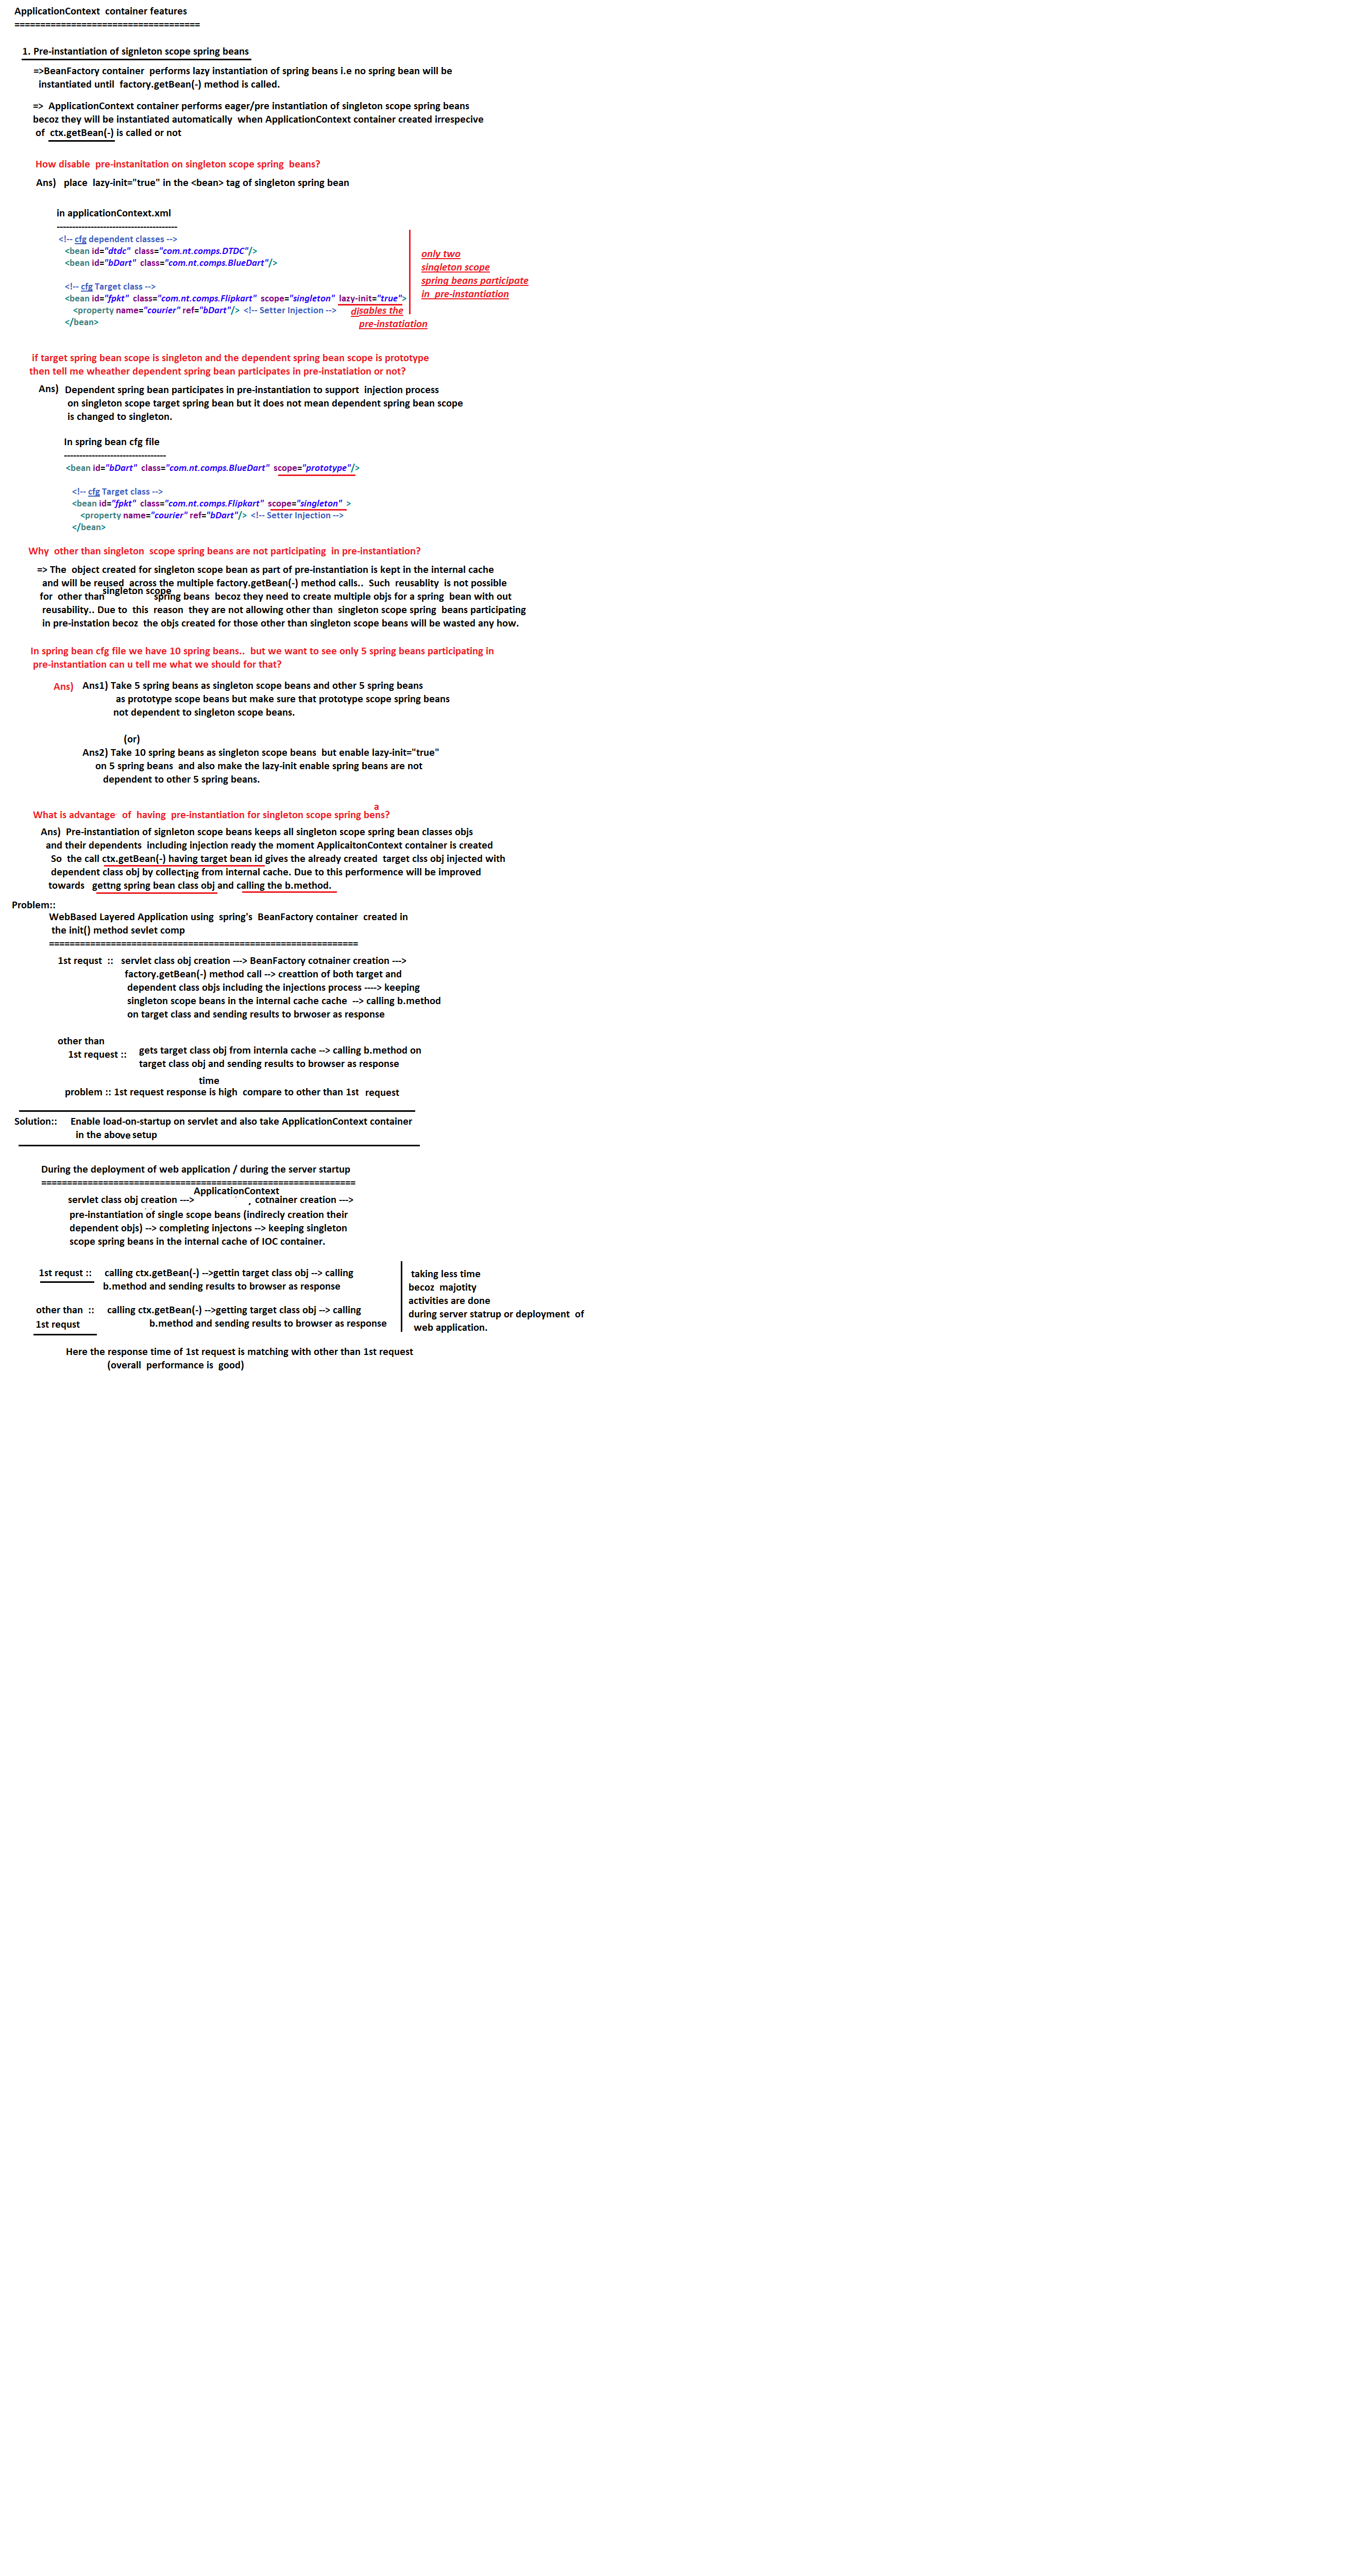 ApplicationContext container features
====================================
1. Pre-instantiation of signleton scope spring beans
=>BeanFactory container performs lazy instantiation of spring beans i.e no spring bean will be
instantiated until factory.getBean(-) method is called.
=> ApplicationContext container performs eager/pre instantiation of singleton scope spring beans
becoz they will be instantiated automatically when ApplicationContext container created irrespecive
of ctx.getBean(-) is called or not
How disable pre-instanitation on singleton scope spring beans?
Ans) place lazy-init="true" in the <bean> tag of singleton spring bean
in applicationContext.xml
---------------------------------------
<!-- cfg dependent classes -->
<bean id="dtdc" class="com.nt.comps.DTDC"/>
<bean id="bDart" class="com.nt.comps.BlueDart"/>
only two
singleton scope
spring beans participate
in pre-instantiation
<!-- cfg Target class -->
<bean id="fpkt" class="com.nt.comps.Flipkart" scope="singleton" lazy-init="true">
<property name="courier" ref="bDart"/> <!-- Setter Injection --> disables the
</bean> pre-instatiation
if target spring bean scope is singleton and the dependent spring bean scope is prototype
then tell me wheather dependent spring bean participates in pre-instatiation or not?
Ans) Dependent spring bean participates in pre-instantiation to support injection process
on singleton scope target spring bean but it does not mean dependent spring bean scope
is changed to singleton.
In spring bean cfg file
---------------------------------
<bean id="bDart" class="com.nt.comps.BlueDart" scope="prototype"/>
<!-- cfg Target class -->
<bean id="fpkt" class="com.nt.comps.Flipkart" scope="singleton" >
<property name="courier" ref="bDart"/> <!-- Setter Injection -->
</bean>
Why other than singleton scope spring beans are not participating in pre-instantiation?
=> The object created for singleton scope bean as part of pre-instantiation is kept in the internal cache
and will be reused across the multiple factory.getBean(-) method calls.. Such reusablity is not possible
for other than singleton scope spring beans becoz they need to create multiple objs for a spring bean with out
reusability.. Due to this reason they are not allowing other than singleton scope spring beans participating
in pre-instation becoz the objs created for those other than singleton scope beans will be wasted any how.
In spring bean cfg file we have 10 spring beans.. but we want to see only 5 spring beans participating in
pre-instantiation can u tell me what we should for that?
Ans) Ans1) Take 5 spring beans as singleton scope beans and other 5 spring beans
as prototype scope beans but make sure that prototype scope spring beans
not dependent to singleton scope beans.
(or)
Ans2) Take 10 spring beans as singleton scope beans but enable lazy-init="true"
on 5 spring beans and also make the lazy-init enable spring beans are not
dependent to other 5 spring beans.
a
What is advantage of having pre-instantiation for singleton scope spring bens?
Ans) Pre-instantiation of signleton scope beans keeps all singleton scope spring bean classes objs
and their dependents including injection ready the moment ApplicaitonContext container is created
So the call ctx.getBean(-) having target bean id gives the already created target clss obj injected with
dependent class obj by collecting from internal cache. Due to this performence will be improved
towards gettng spring bean class obj and calling the b.method.
Problem::
WebBased Layered Application using spring's BeanFactory container created in
the init() method sevlet comp
============================================================
1st requst :: servlet class obj creation ---> BeanFactory cotnainer creation --->
factory.getBean(-) method call --> creattion of both target and
dependent class objs including the injections process ----> keeping
singleton scope beans in the internal cache cache --> calling b.method
on target class and sending results to brwoser as response
other than
1st request :: gets target class obj from internla cache --> calling b.method on
target class obj and sending results to browser as response
time
problem :: 1st request response is high compare to other than 1st request
Solution:: Enable load-on-startup on servlet and also take ApplicationContext container
in the above setup
During the deployment of web application / during the server startup
=============================================================
servlet class obj creation ---> ApplicationContext cotnainer creation --->
pre-instantiation of single scope beans (indirecly creation their
dependent objs) --> completing injectons --> keeping singleton
scope spring beans in the internal cache of IOC container.
1st requst :: calling ctx.getBean(-) -->gettin target class obj --> calling
b.method and sending results to browser as response
other than :: calling ctx.getBean(-) -->getting target class obj --> calling
1st requst b.method and sending results to browser as response
taking less time
becoz majotity
activities are done
during server statrup or deployment of
web application.
Here the response time of 1st request is matching with other than 1st request
(overall performance is good)